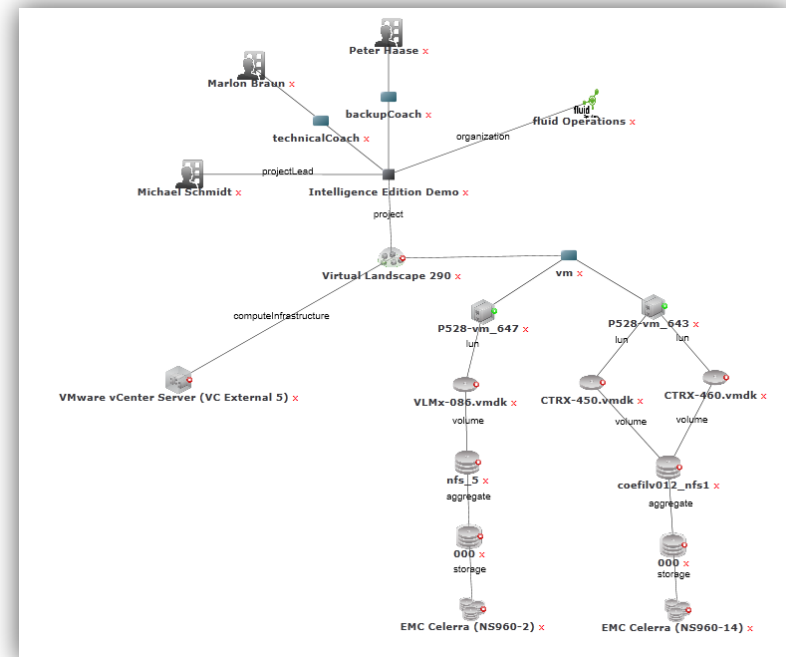 Peter Haase x
Marlon Braun x
fluid
backupCoach x
fluid Operations x
technicalCoach x
organization
projectLead
Michael Schmidt x
Intelligence Edition Demo x
project
Virtual Landscape 290 x
vm x
computeInfrastructure
P528-vm_647 x
P528-vm_643 x
lun
lun
lun
VMware vCenter Server (VC External 5) x
VLMx-086.vmdk x
CTRX-450.vmdk x
CTRX-460.vmdk x
volume
volume
volume
nfs_5 x
coefilv012_nfs1 x
aggregate
aggregate
000 x
000 x
storage
storage
EMC Celerra (NS960-2) x
EMC Celerra (NS960-14) x